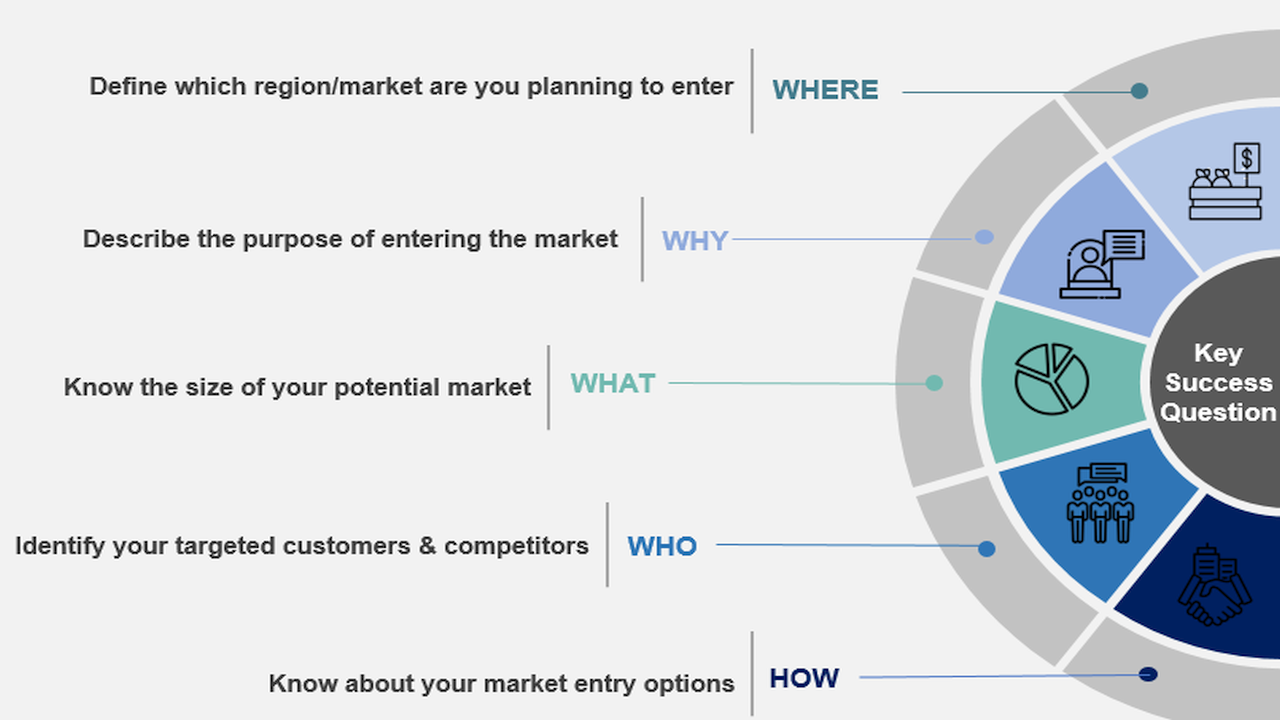 Define which region/market are you planning to enter
WHERE
$
Describe the purpose of entering the market
WHY
Know the size of your potential market
WHAT
Key
Success
Question
Identify your targeted customers & competitors
WHO
Know about your market entry options
HOW